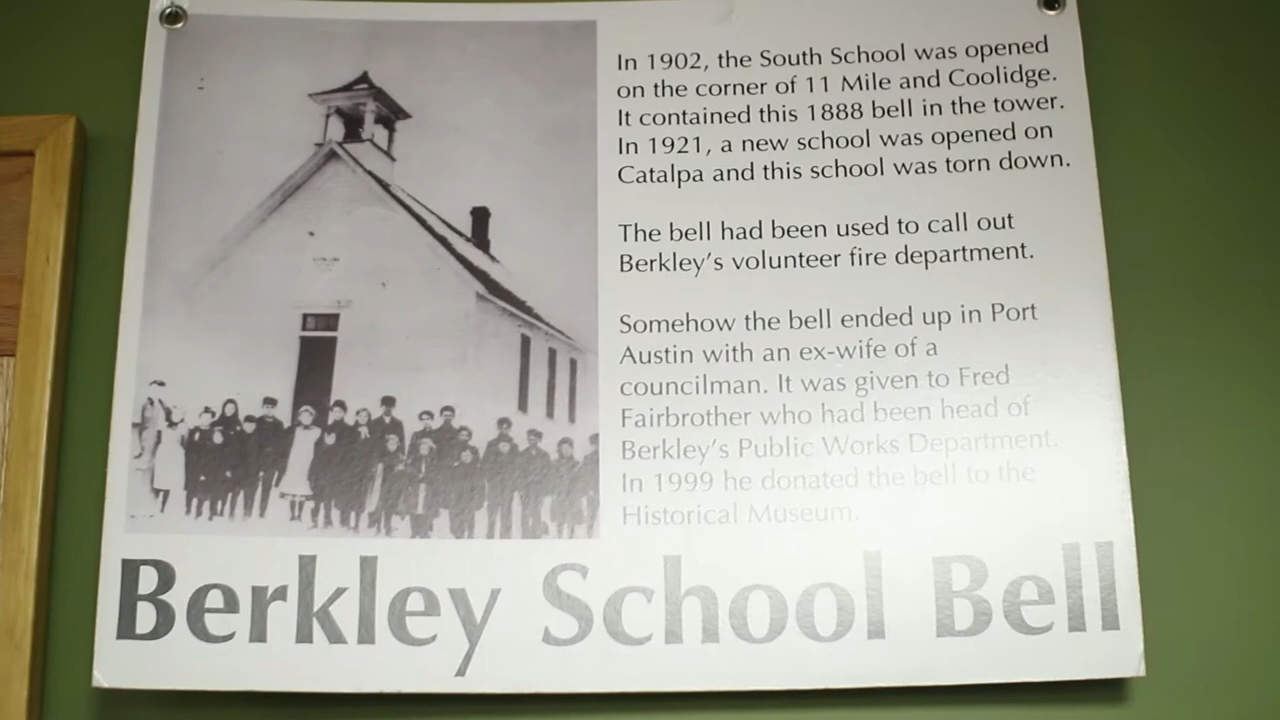 In 1902, the South School was opened
on the corner of 11 Mile and Coolidge.
It contained this 1888 bell in the tower.
In 1921, a new school was opened on
Catalpa and this school was torn down.
The bell had been used to call out
Berkley's volunteer fire department.
Somehow the bell ended up in Port
Austin with an ex-wife of a
councilman. It was given to Fred
Fairbrother who had been head of
Berkley's Public Works Department.
In 1999 he donated the bell to the
Historical Museum.
Berkley School Bell